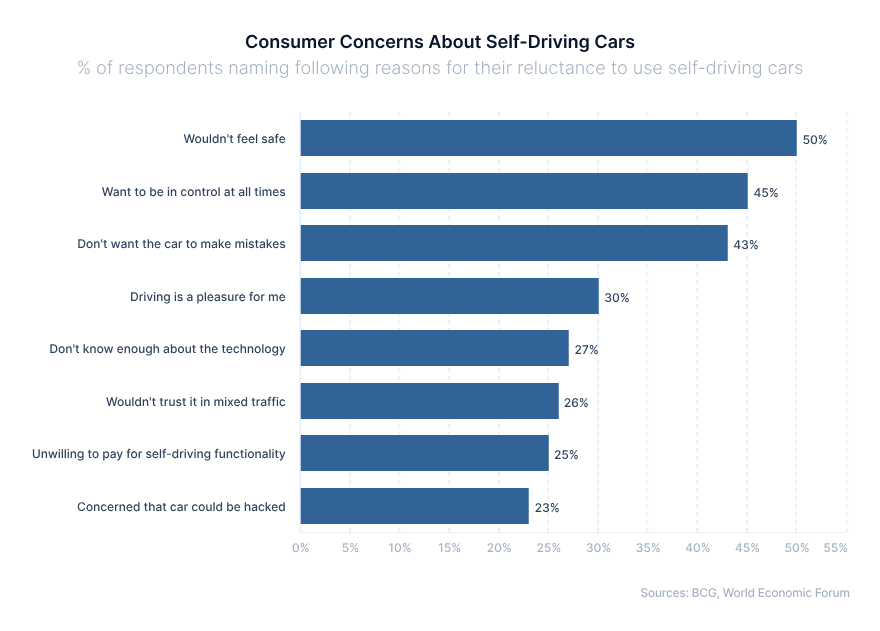 Consumer Concerns About Self-Driving Cars
% of respondents naming following reasons for their reluctance to use self-driving cars
Wouldn't feel safe 50%
Want to be in control at all times 45%
Don't want the car to make mistakes 43%
Driving is a pleasure for me 30%
Don't know enough about the technology 27%
Wouldn't trust it in mixed traffic 26%
Unwilling to pay for self-driving functionality 25%
Concerned that car could be hacked 23%
0% 5% 10% 15% 20% 25% 30% 35% 40% 45% 50% 55%
Sources: BCG, World Economic Forum